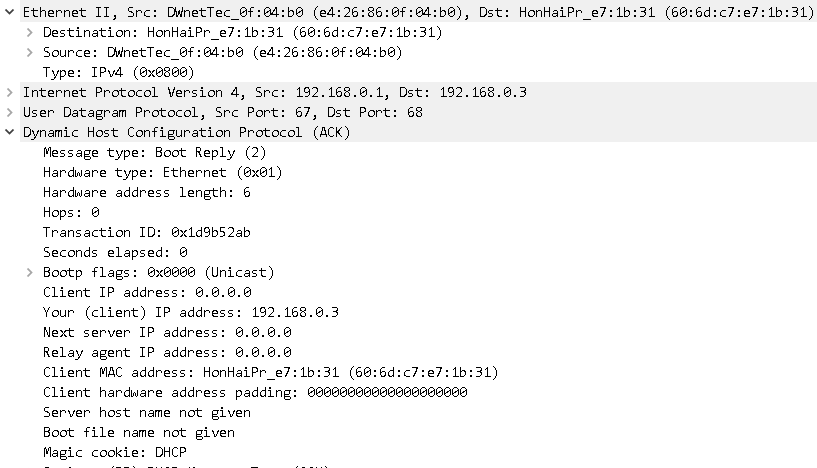 Ethernet II, Src: DWnetTec_0f:04:b0 (e4:26:86:0f:04:b0), Dst: HonHaiPr_e7:1b:31 (60:6d:c7:e7:1b:31)
Destination: HonHaiPr_e7:1b:31 (60:6d:c7:e7:1b:31)
Source: DWnetTec_0f:04:b0 (e4:26:86:0f:04:b0)
Type: IPv4 (0x0800)
Internet Protocol Version 4, Src: 192.168.0.1, Dst: 192.168.0.3
User Datagram Protocol, Src Port: 67, Dst Port: 68
Dynamic Host Configuration Protocol (ACK)
Message type: Boot Reply (2)
Hardware type: Ethernet (0x01)
Hardware address length: 6
Hops: 0
Transaction ID: 0x1d9b52ab
Seconds elapsed: 0
Bootp flags: 0x0000 (Unicast)
Client IP address: 0.0.0.0
Your (client) IP address: 192.168.0.3
Next server IP address: 0.0.0.0
Relay agent IP address: 0.0.0.0
Client MAC address: HonHaiPr_e7:1b:31 (60:6d:c7:e7:1b:31)
Client hardware address padding: 00000000000000000000
Server host name not given
Boot file name not given
Magic cookie: DHCP